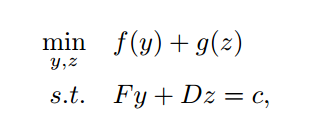 min f(y) + g(z)
y,z
s.t. Fy + Dz = c,